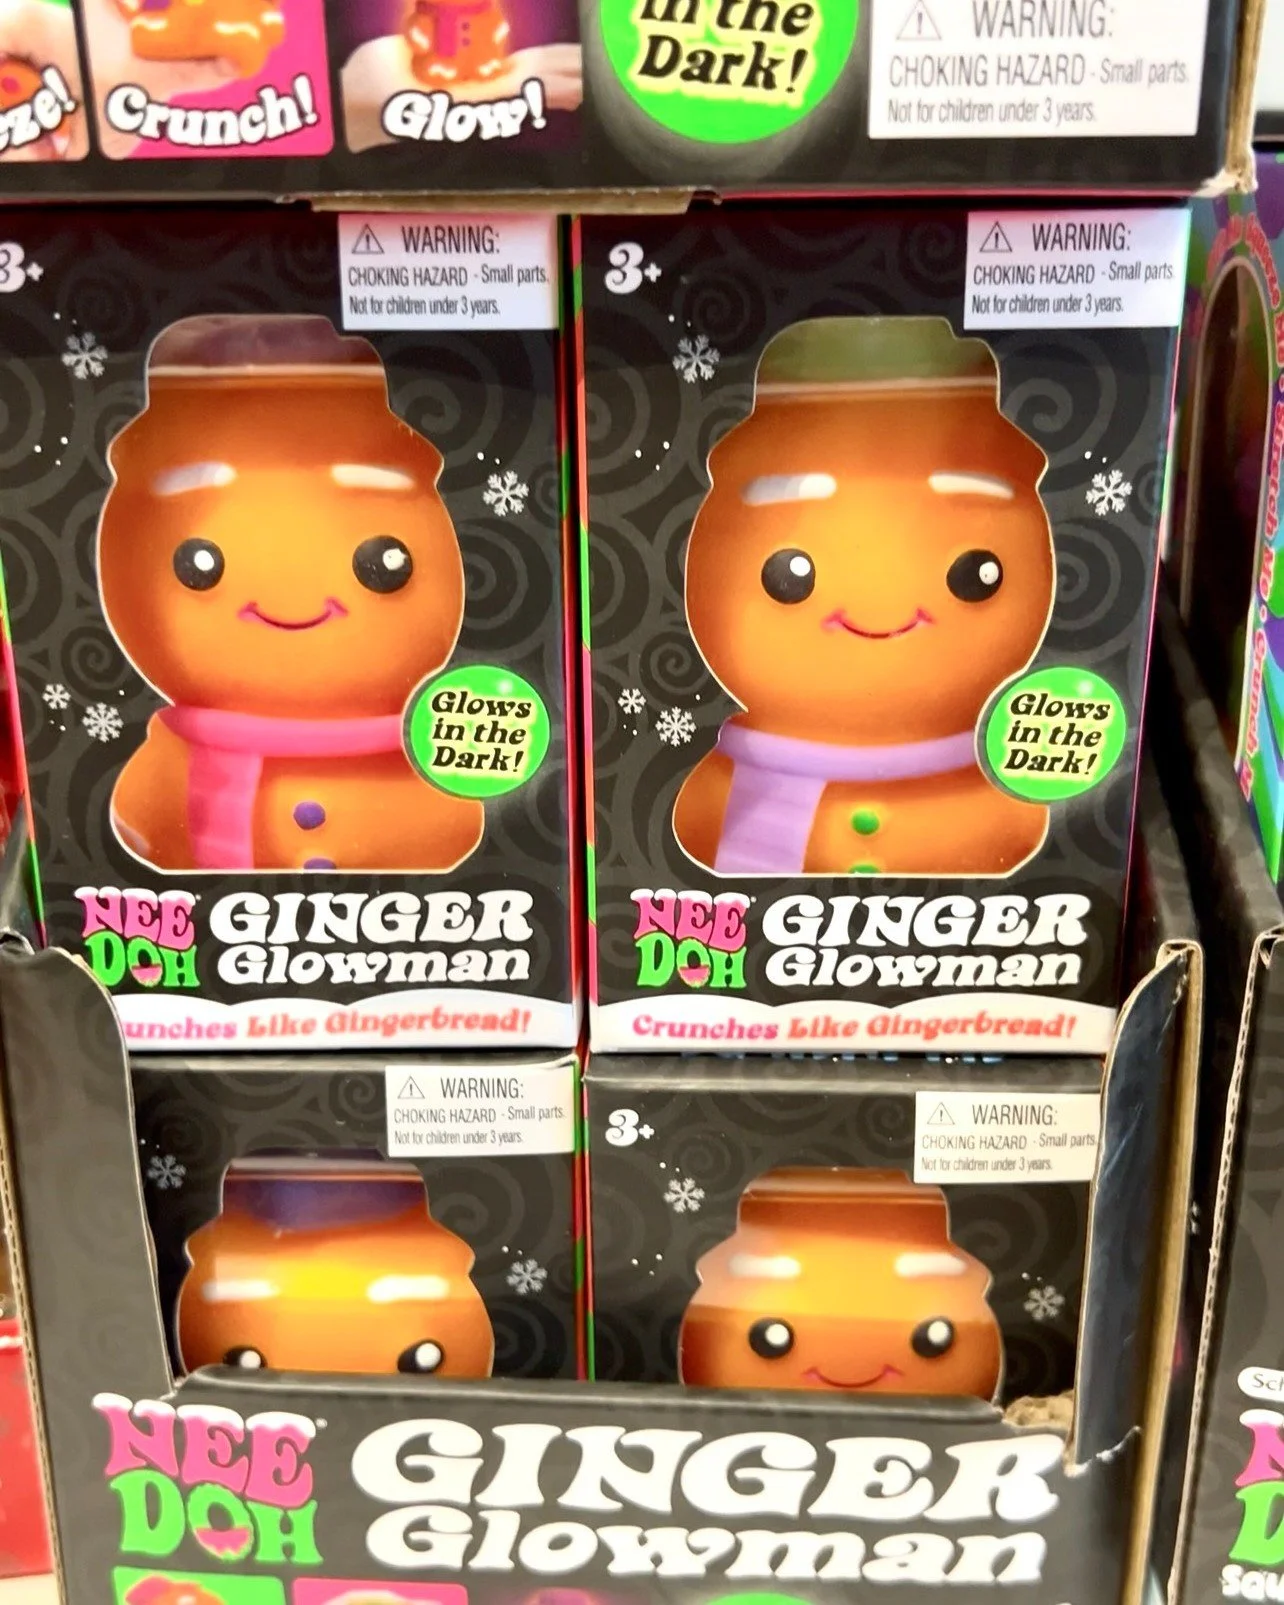 Crunch!
Glow!
in the
Dark!
WARNING:
CHOKING HAZARD - Small parts.
Not for children under 3 years.
3+
WARNING:
CHOKING HAZARD - Small parts.
Not for children under 3 years.
Glows
in the
Dark!
NEE
DOH
GINGER
Glowman
Like Gingerbread!
3+
WARNING:
CHOKING HAZARD - Small parts
Not for children under 3 years.
Glows
in the
Dark!
NEE
DOH
GINGER
Glowman
Crunches Like Gingerbread!
WARNING:
CHOKING HAZARD - Small parts.
Not for children under 3 years.
3+
WARNING:
CHOKING HAZARD - Small parts
Not for children under 3 years.
NEE
DOH
GINGER
Glowman